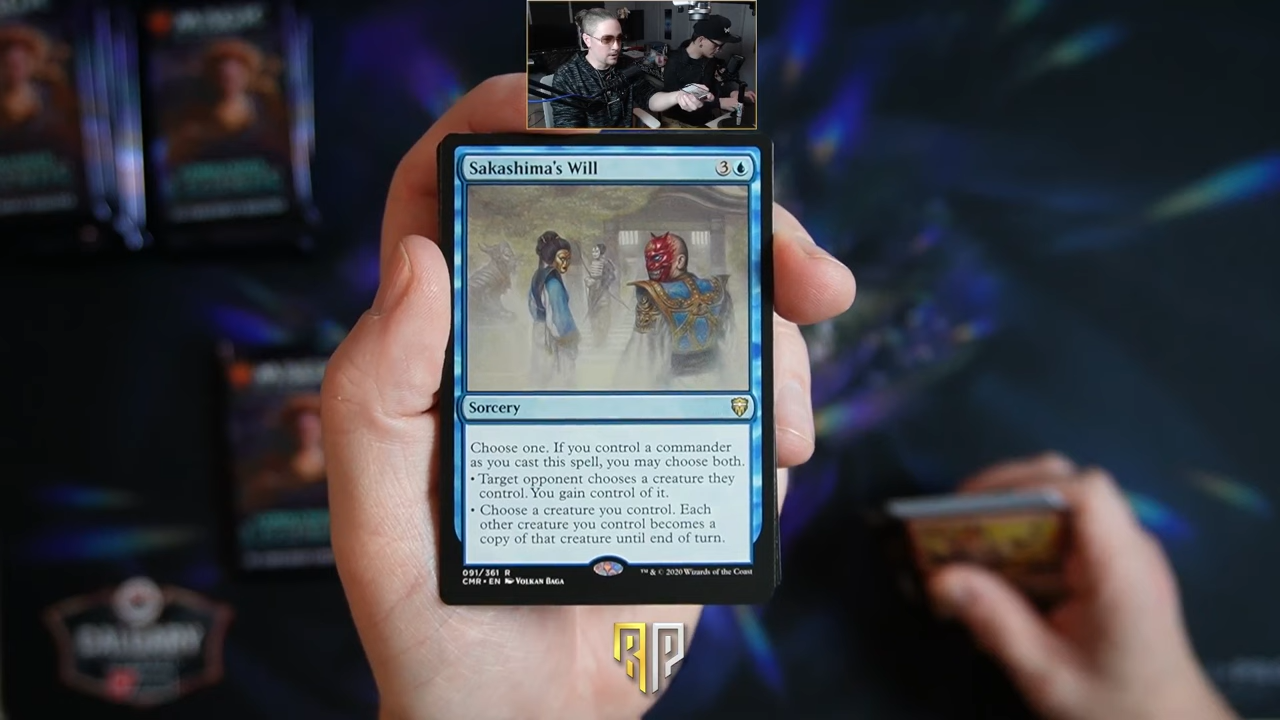 Sakashima's Will 3
Sorcery
Choose one. If you control a commander
as you cast this spell, you may choose both.
• Target opponent chooses a creature they
control. You gain control of it.
• Choose a creature you control. Each
other creature you control becomes a
copy of that creature until end of turn.
091/361 R
CMR • EN VOLKAN BAGA
™ & © 2020 Wizards of the Coast
RP
CALGARY